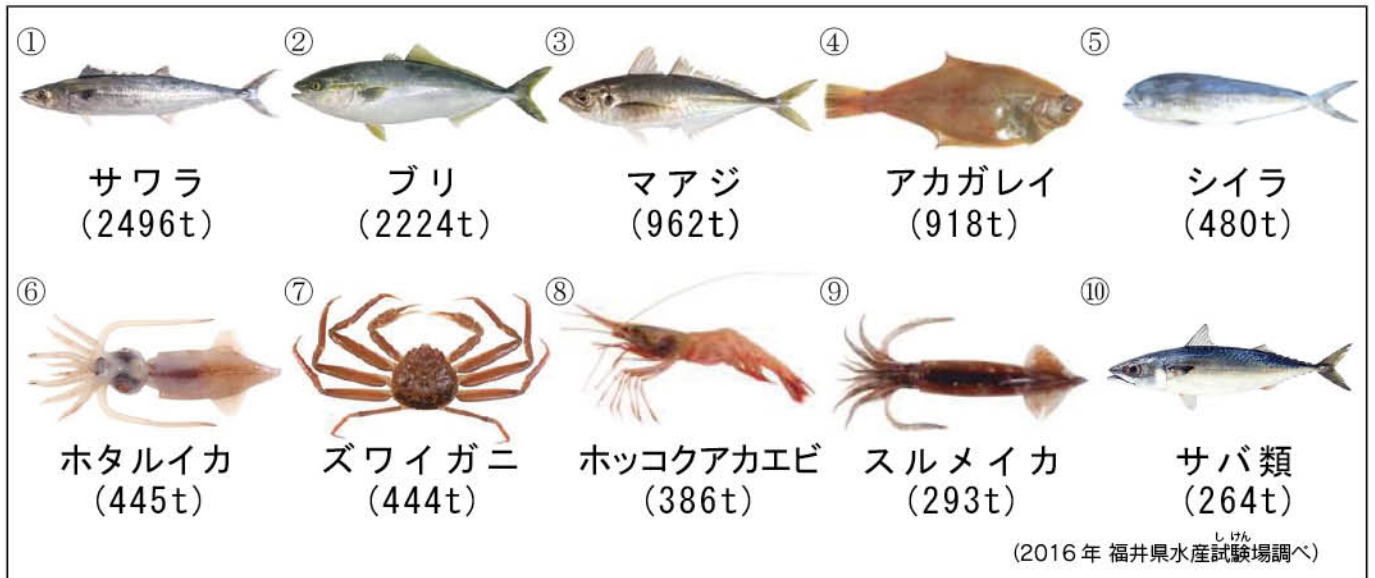 ① ② ③ ④ ⑤
サワラ ブリ マアジ アカガレイ シイラ
(2496t) (2224t) (962t) (918t) (480t)
⑥ ⑦ ⑧ ⑨ ⑩
ホタルイカ ズワイガニ ホッコクアカエビ スルメイカ サバ類
(445t) (444t) (386t) (293t) (264t)
しけん
(2016年 福井県水産試験場調べ)